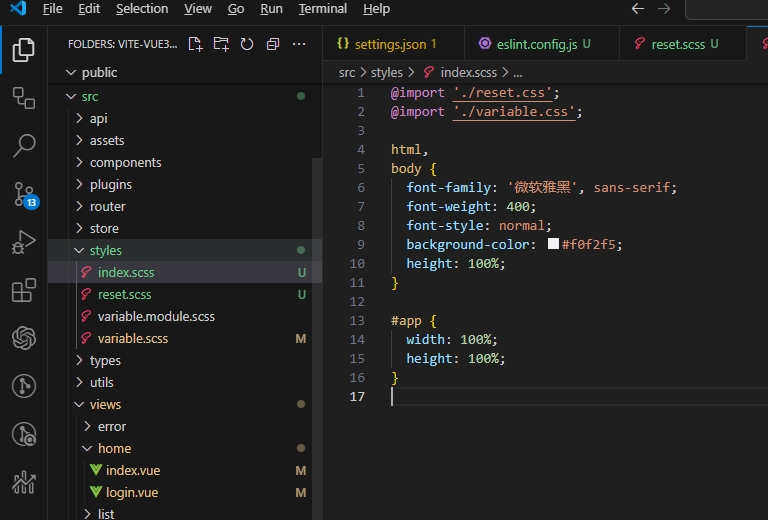 File Edit Selection View Go Run Terminal Help
FOLDERS: VITE-VUE3...
public
src
api
assets
components
plugins
router
store
styles
index.scss U
reset.scss U
variable.module.scss
variable.scss M
types
utils
views
error
home
index.vue M
login.vue M
list
13
{} settings.json 1
eslint.config.js U
reset.scss U
src > styles > index.scss > ...
1 @import './reset.css';
2 @import './variable.css';
3
4 html,
5 body {
6 font-family: '微软雅黑', sans-serif;
7 font-weight: 400;
8 font-style: normal;
9 background-color: #f0f2f5;
10 height: 100%;
11 }
12
13 #app {
14 width: 100%;
15 height: 100%;
16 }
17